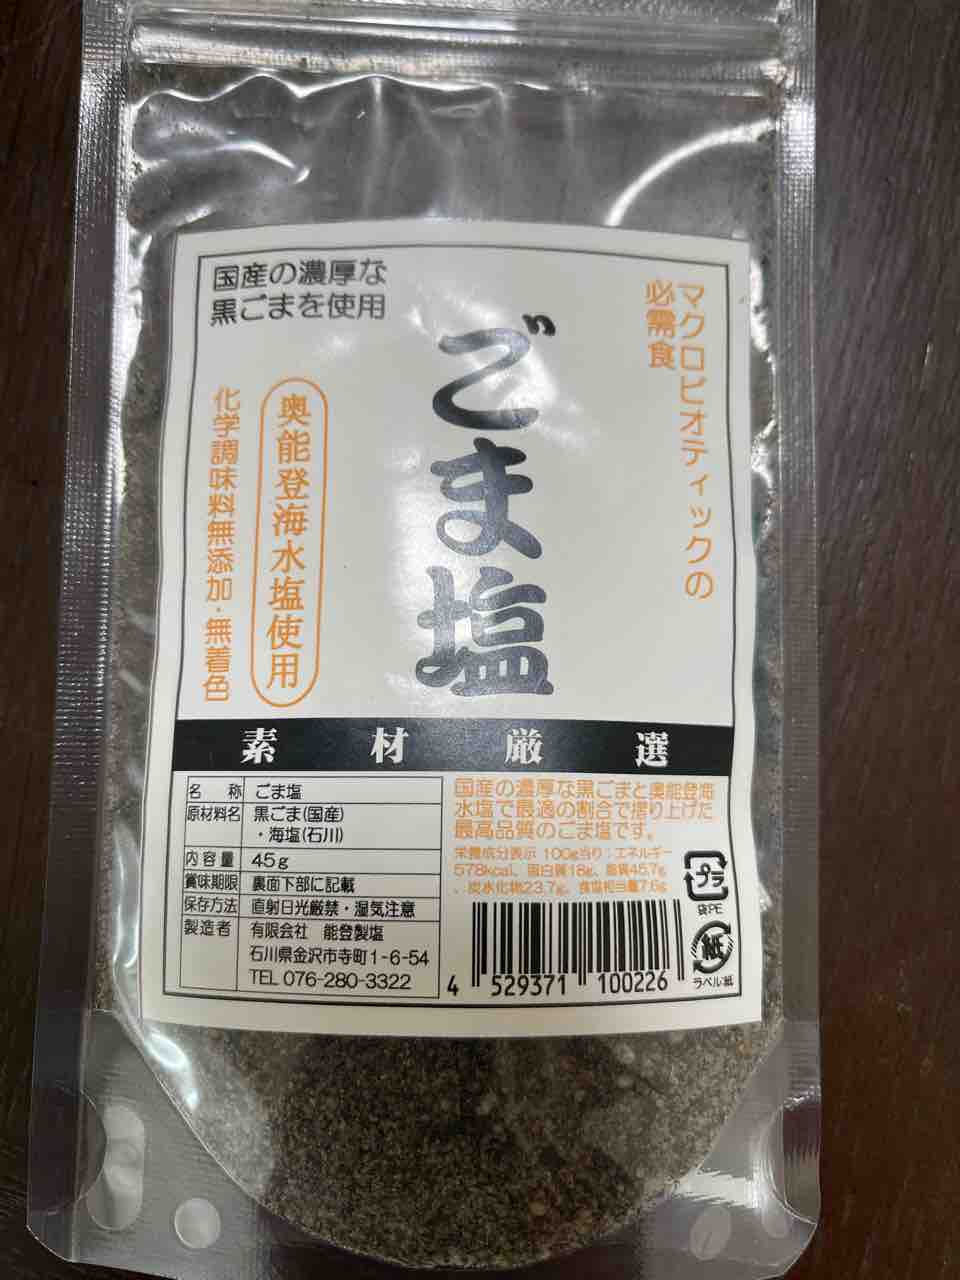 国産の濃厚な
黒ごまを使用
マクロビオティックの
必需食
ごま塩
奥能登海水塩使用
化学調味料無添加・無着色
素材厳選
名称 ごま塩
原材料名 黒ごま(国産)
・海塩(石川)
内容量 45g
賞味期限 裏面下部に記載
保存方法 直射日光厳禁・湿気注意
製造者 有限会社 能登製塩
石川県金沢市寺町1-6-54
TEL 076-280-3322
国産の濃厚な黒ごまと奥能登海
水塩で最適の割合で摺り上げた
最高品質のごま塩です。
栄養成分表示 100g当り:エネルギー
578kcal、蛋白質18g、脂質45.7g
、炭水化物23.7g、食塩相当量7.6g
プラ
袋PE
紙
ラベル紙
4 529371 100226